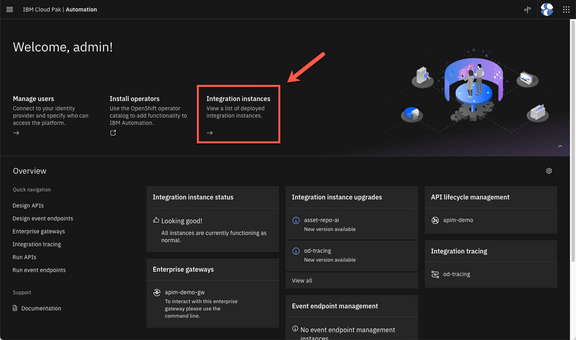 IBM Cloud Pak | Automation
Welcome, admin!
Manage users
Connect to your identity
provider and specify who can
access the platform.
Install operators
Use the OpenShift operator
catalog to add functionality to
IBM Automation.
Integration instances
View a list of deployed
integration instances.
Overview
Quick navigation
Design APIs
Design event endpoints
Enterprise gateways
Integration tracing
Run APIs
Run event endpoints
Support
Documentation
Integration instance status
Looking good!
All instances are currently functioning as
normal.
Enterprise gateways
apim-demo-gw
To interact with this enterprise
gateway please use the
command line.
Integration instance upgrades
asset-repo-ai
New version available
od-tracing
New version available
View all
Event endpoint management
No event endpoint management
instances
API lifecycle management
apim-demo
Integration tracing
od-tracing